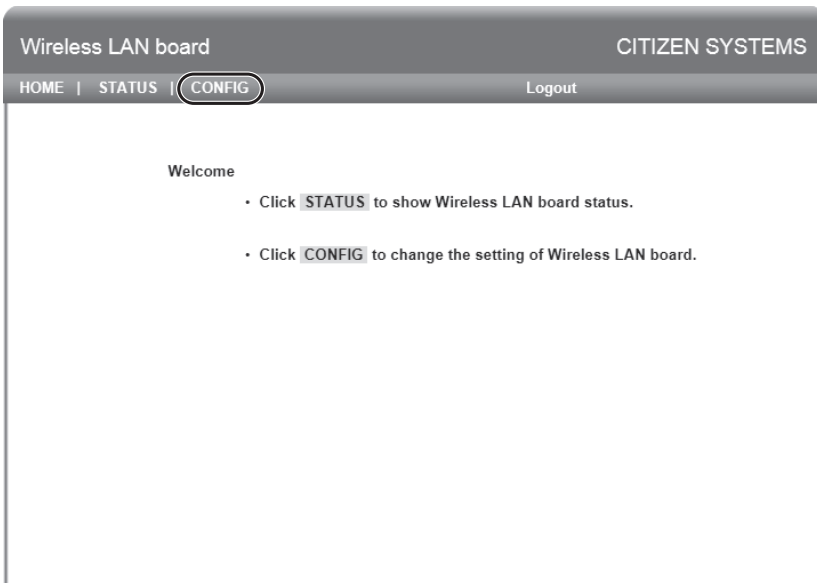 Wireless LAN board CITIZEN SYSTEMS
HOME | STATUS | CONFIG Logout
Welcome
・ Click STATUS to show Wireless LAN board status.
・ Click CONFIG to change the setting of Wireless LAN board.